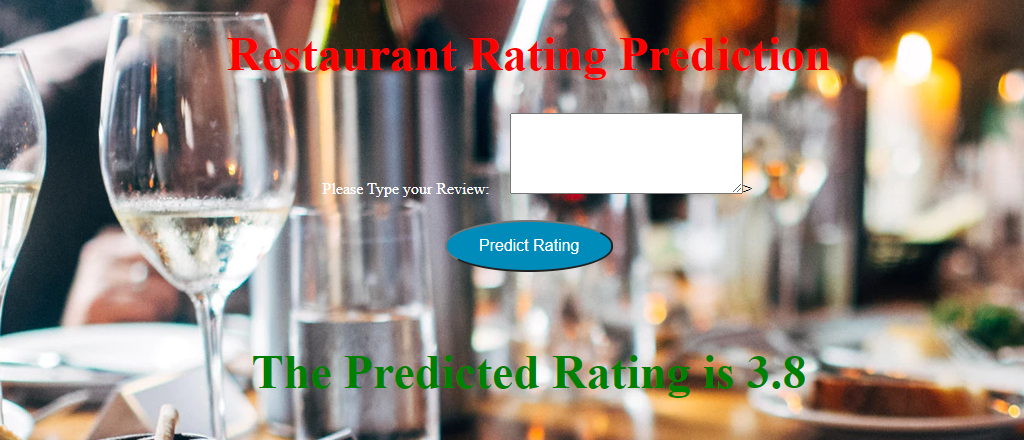 Restaurant Rating Prediction
Please Type your Review: >
Predict Rating
The Predicted Rating is 3.8